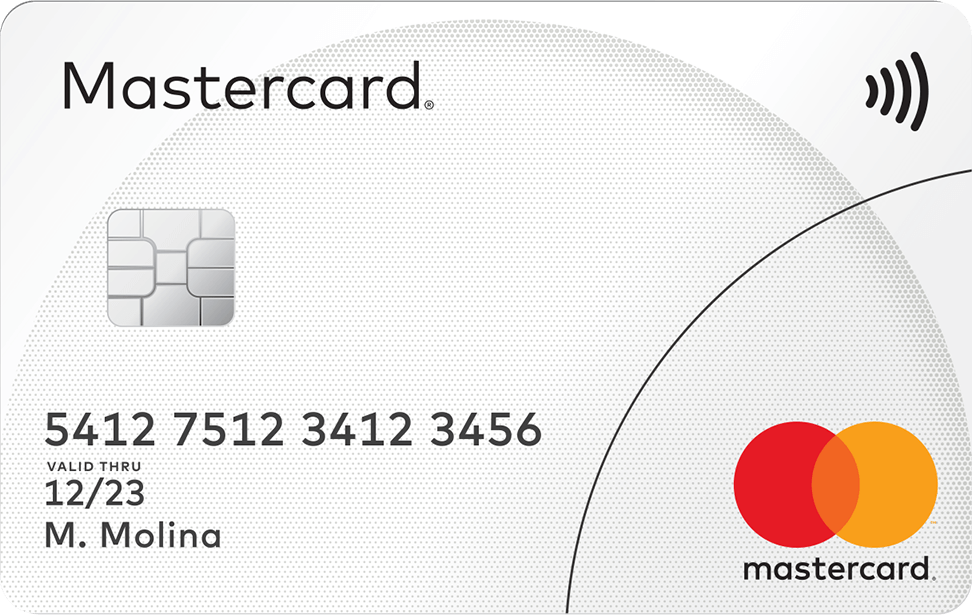 Mastercard®
5412 7512 3412 3456
VALID THRU
12/23
M. Molina
mastercard.